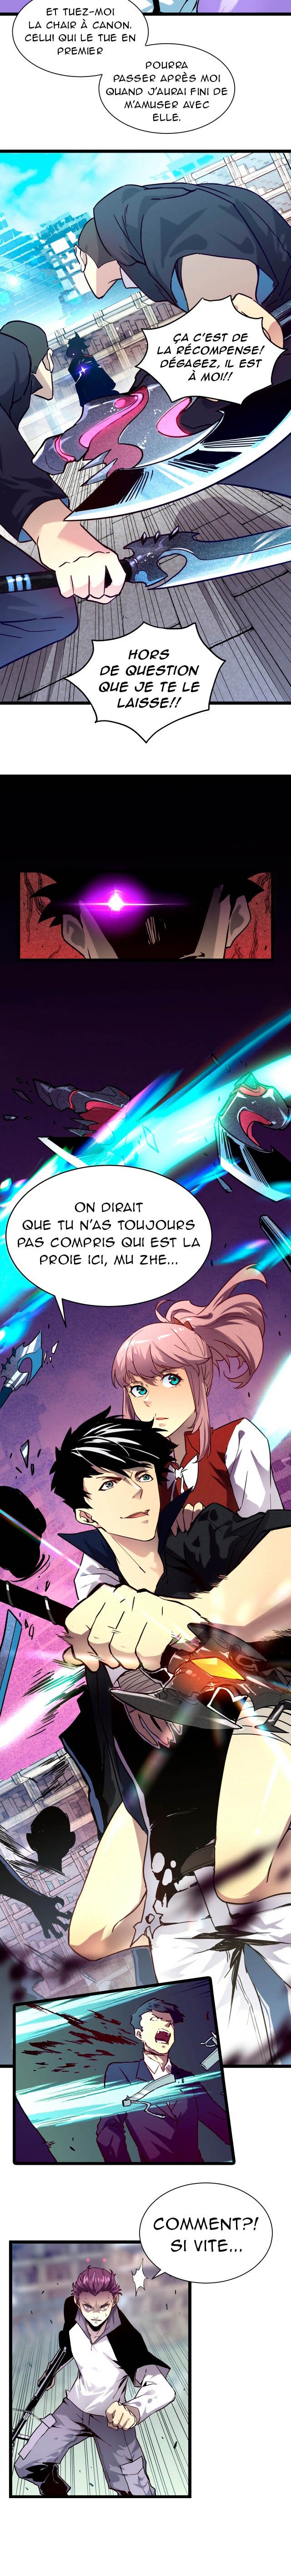 ET TUEZ-MOI
LA CHAIR À CANON.
CELUI QUI LE TUE EN
PREMIER
POURRA
PASSER APRÈS MOI
QUAND J'AURAI FINI DE
M'AMUSER AVEC
ELLE.
ÇA C'EST DE
LA RÉCOMPENSE!
DÉGAGEZ, IL EST
À MOI!!
HORS
DE QUESTION
QUE JE TE LE
LAISSE!!
ON DIRAIT
QUE TU N'AS TOUJOURS
PAS COMPRIS QUI EST LA
PROIE ICI, MU ZHE...
COMMENT?!
SI VITE...